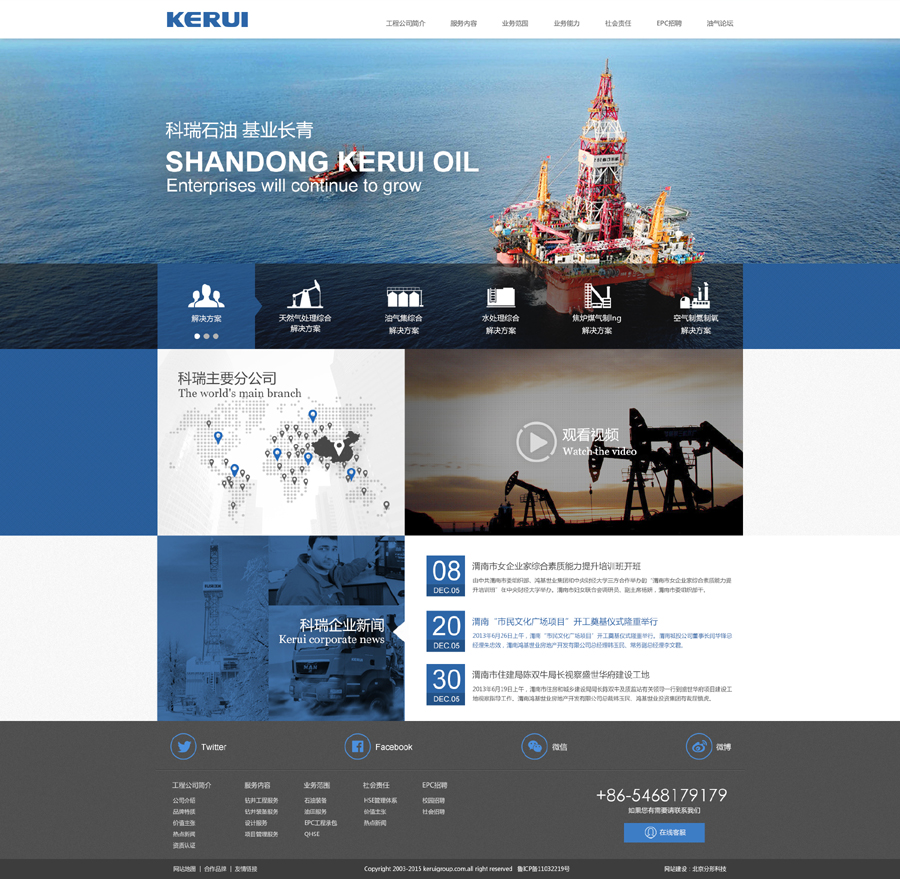 KERUI
工程公司简介 服务内容 业务范围 业务能力 社会责任 EPC招聘 油气论坛
科瑞石油 基业长青
SHANDONG KERUI OIL
Enterprises will continue to grow
解决方案
天然气处理综合
解决方案
油气集综合
解决方案
水处理综合
解决方案
焦炉煤气制lng
解决方案
空气制氮制氧
解决方案
科瑞主要分公司
The world's main branch
观看视频
Watch the video
科瑞企业新闻
Kerui corporate news
08
DEC.05
渭南市女企业家综合素质能力提升培训班开班
由中共渭南市委组织部、鸿基世业集团和中央财经大学三方合作举办的“渭南市女企业家综合素质能力提
升培训班”在中央财经大学举办。渭南市妇女联合会调研员、副主席杨娇,渭南市委组织部干。
20
DEC.05
渭南“市民文化广场项目”开工奠基仪式隆重举行
2013年6月26日上午,渭南“市民文化广场项目”开工奠基仪式隆重举行。渭南城投公司董事长同华锋总
经理朱忠效,渭南鸿基世业房地产开发有限公司总经理韩玉民、常务副总经理李文胜。
30
DEC.05
渭南市住建局陈双牛局长视察盛世华府建设工地
2013年6月19日上午,渭南市住房和城乡建设局局长陈双牛及质监站有关领导一行到盛世华府项目建设工
地视察指导工作。渭南鸿基世业房地产开发有限公司总裁韩玉民、鸿基世业投资集团
Twitter
Facebook
微信
微博
工程公司简介 服务内容 业务范围 社会责任 EPC招聘
公司介绍 钻井工程服务 石油装备 HSE管理体系 校园招聘
品牌特质 钻井装备服务 油田服务 价值主张 社会招聘
价值主张 设计服务 EPC工程承包 热点新闻
热点新闻 项目管理服务 QHSE
资质认证
+86-5468179179
如果您有需要请联系我们
在线客服
网站地图 | 合作品牌 | 友情链接
Copyright 2003-2015 keruigroup.com.all right reserved 鲁ICP备11032219号
网站建设:北京分形科技